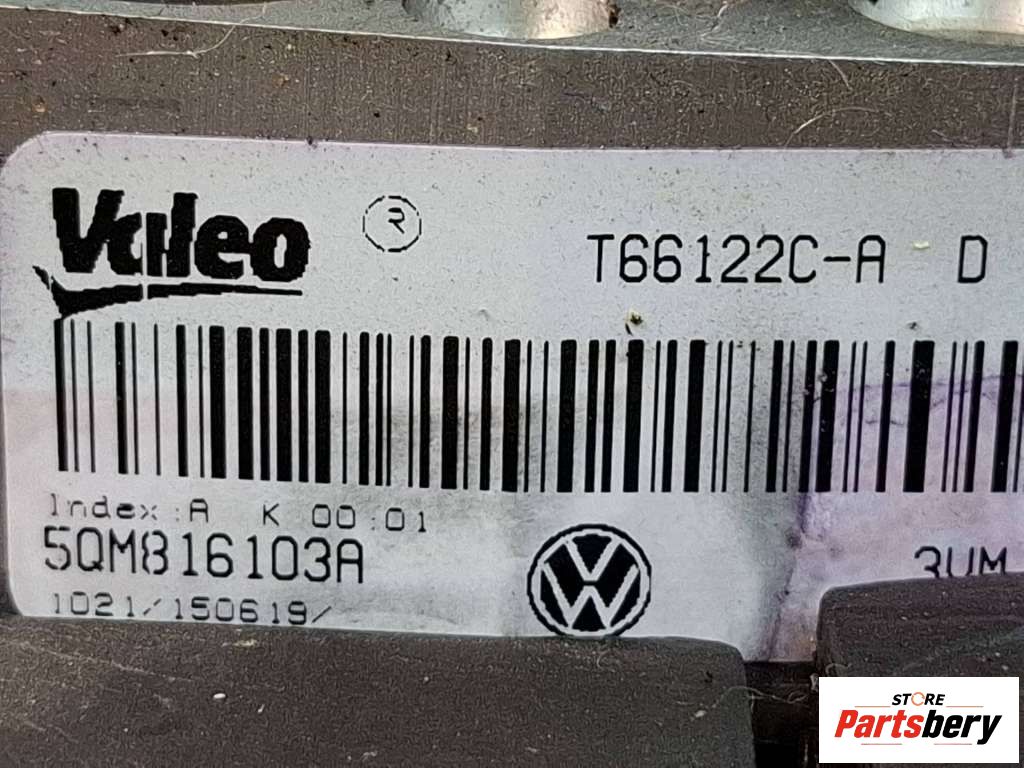 Valeo ® T66122C-A D
Index:A K 00:01
5QM816103A
1021/150619/
3UM
STORE
Partsbery